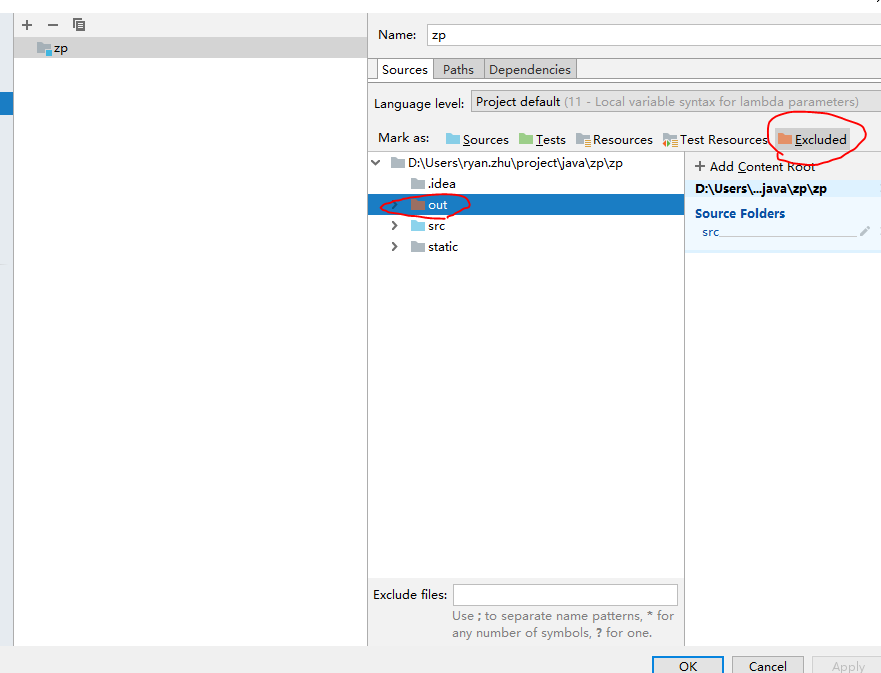 zp
Name: zp
Sources Paths Dependencies
Language level: Project default (11 - Local variable syntax for lambda parameters)
Mark as: Sources Tests Resources Test Resources Excluded
D:\Users\ryan.zhu\project\java\zp\zp
.idea
out
src
static
+ Add Content Root
D:\Users\...java\zp\zp
Source Folders
src
Exclude files:
Use ; to separate name patterns, * for
any number of symbols, ? for one.
OK Cancel Apply